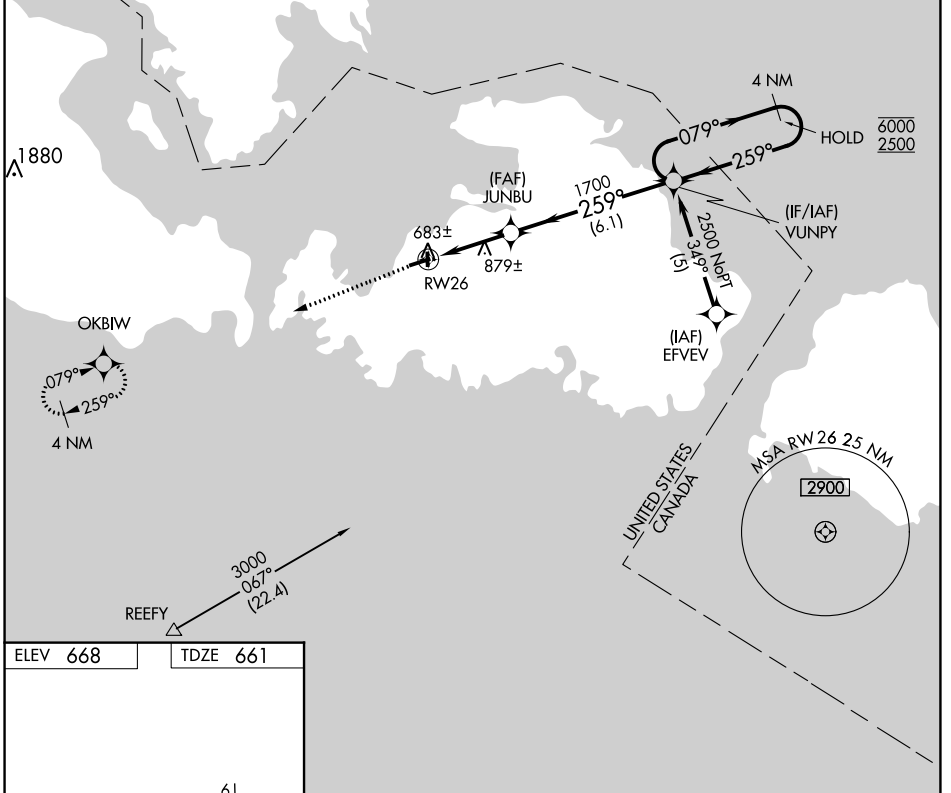 4 NM
1880
079°
HOLD
6000
2500
259°
(FAF)
JUNBU
1700
259°
(6.1)
(IF/IAF)
VUNPY
683±
879±
RW26
2500 NoPT
349°
(5)
(IAF)
EFVEV
OKBIW
079°
259°
4 NM
MSA RW 26 25 NM
2900
UNITED STATES
CANADA
3000
067°
(22.4)
REEFY
ELEV 668
TDZE 661